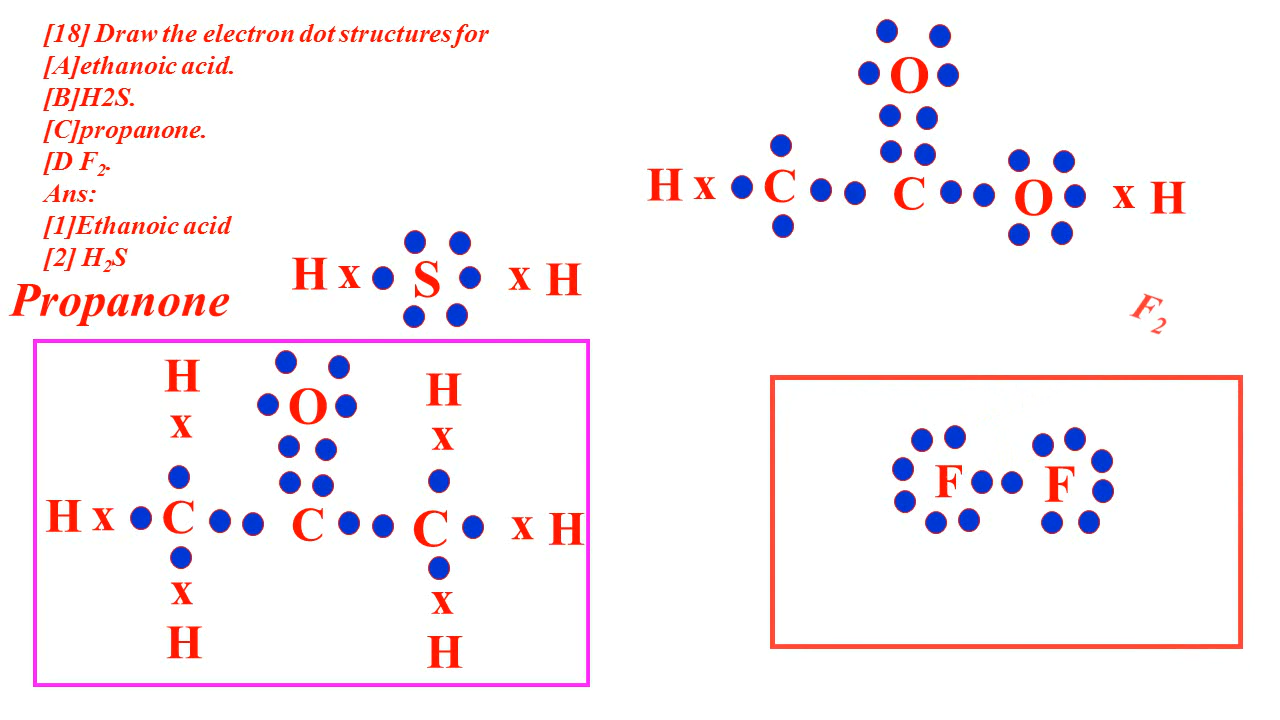 [18] Draw the electron dot structures for
[A]ethanoic acid.
[B]H2S.
[C]propanone.
[D F2.
Ans:
[1]Ethanoic acid
[2] H2S
Propanone
O
H x C C O x H
H x S x H
F2
H H
x O x
H x C C C x H
x x
H H
F F